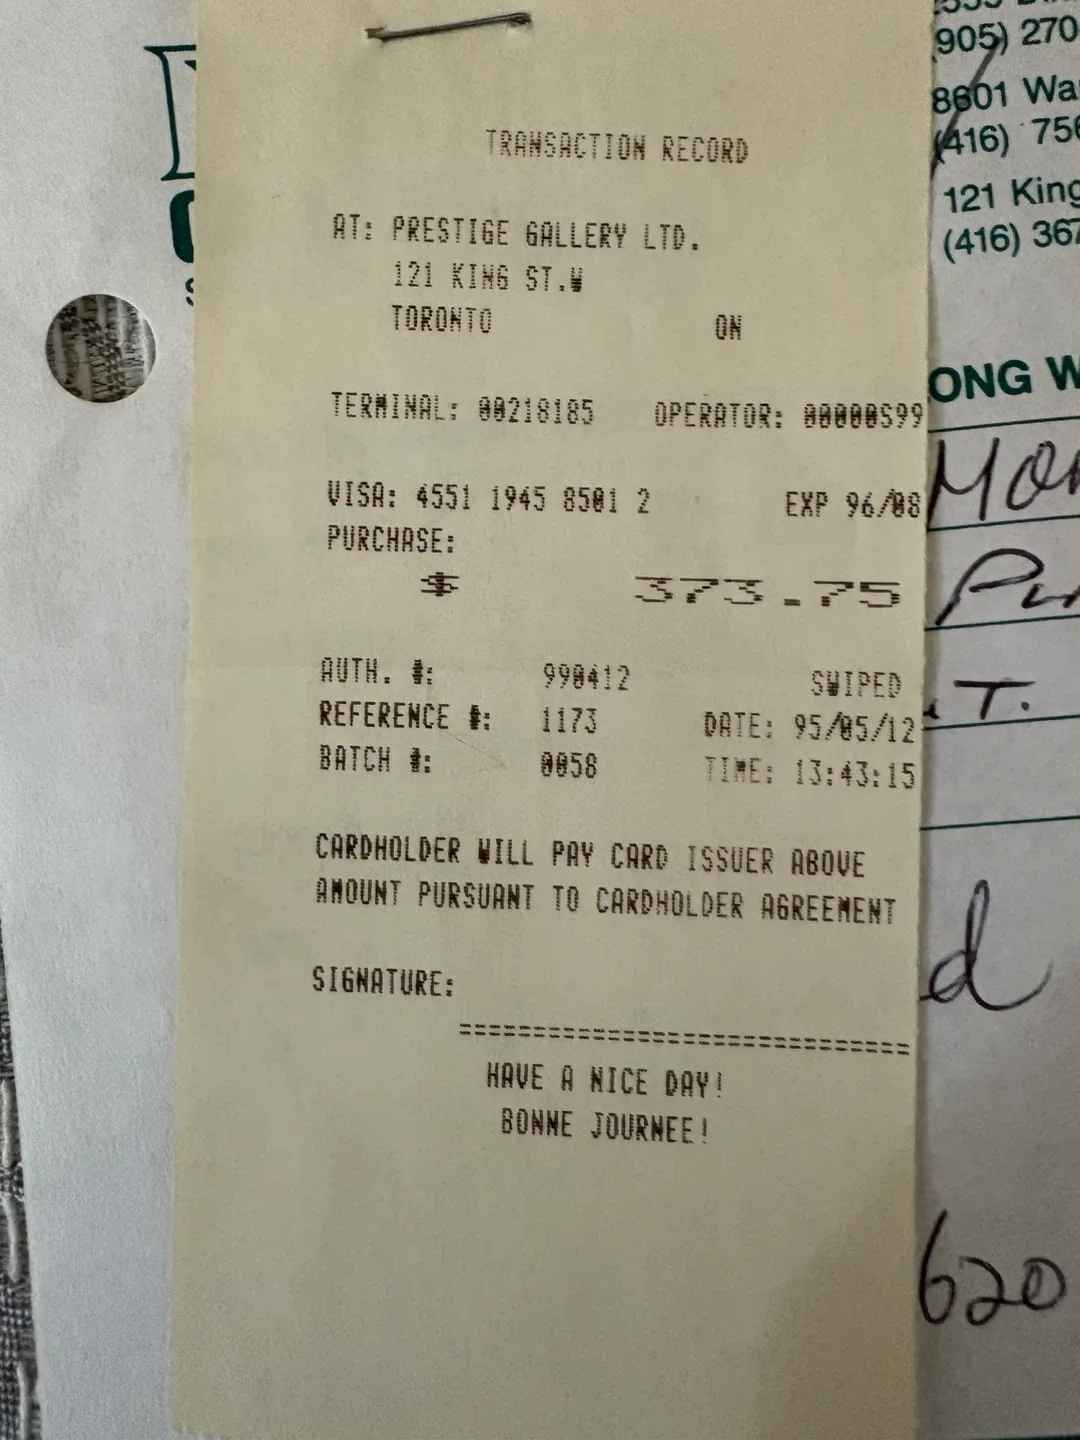 TRANSACTION RECORD
AT: PRESTIGE GALLERY LTD.
121 KING ST.W
TORONTO ON
TERMINAL: 00218185 OPERATOR: 00000S99
VISA: 4551 1945 8501 2 EXP 96/08
PURCHASE:
$ 373.75
AUTH. #: 990412 SWIPED
REFERENCE #: 1173 DATE: 95/05/12
BATCH #: 0058 TIME: 13:43:15
CARDHOLDER WILL PAY CARD ISSUER ABOVE
AMOUNT PURSUANT TO CARDHOLDER AGREEMENT
SIGNATURE:
==============================
HAVE A NICE DAY!
BONNE JOURNEE!
(905) 270
8601 Wa
(416) 756
121 King
(416) 367
ONG W
T.
d
620